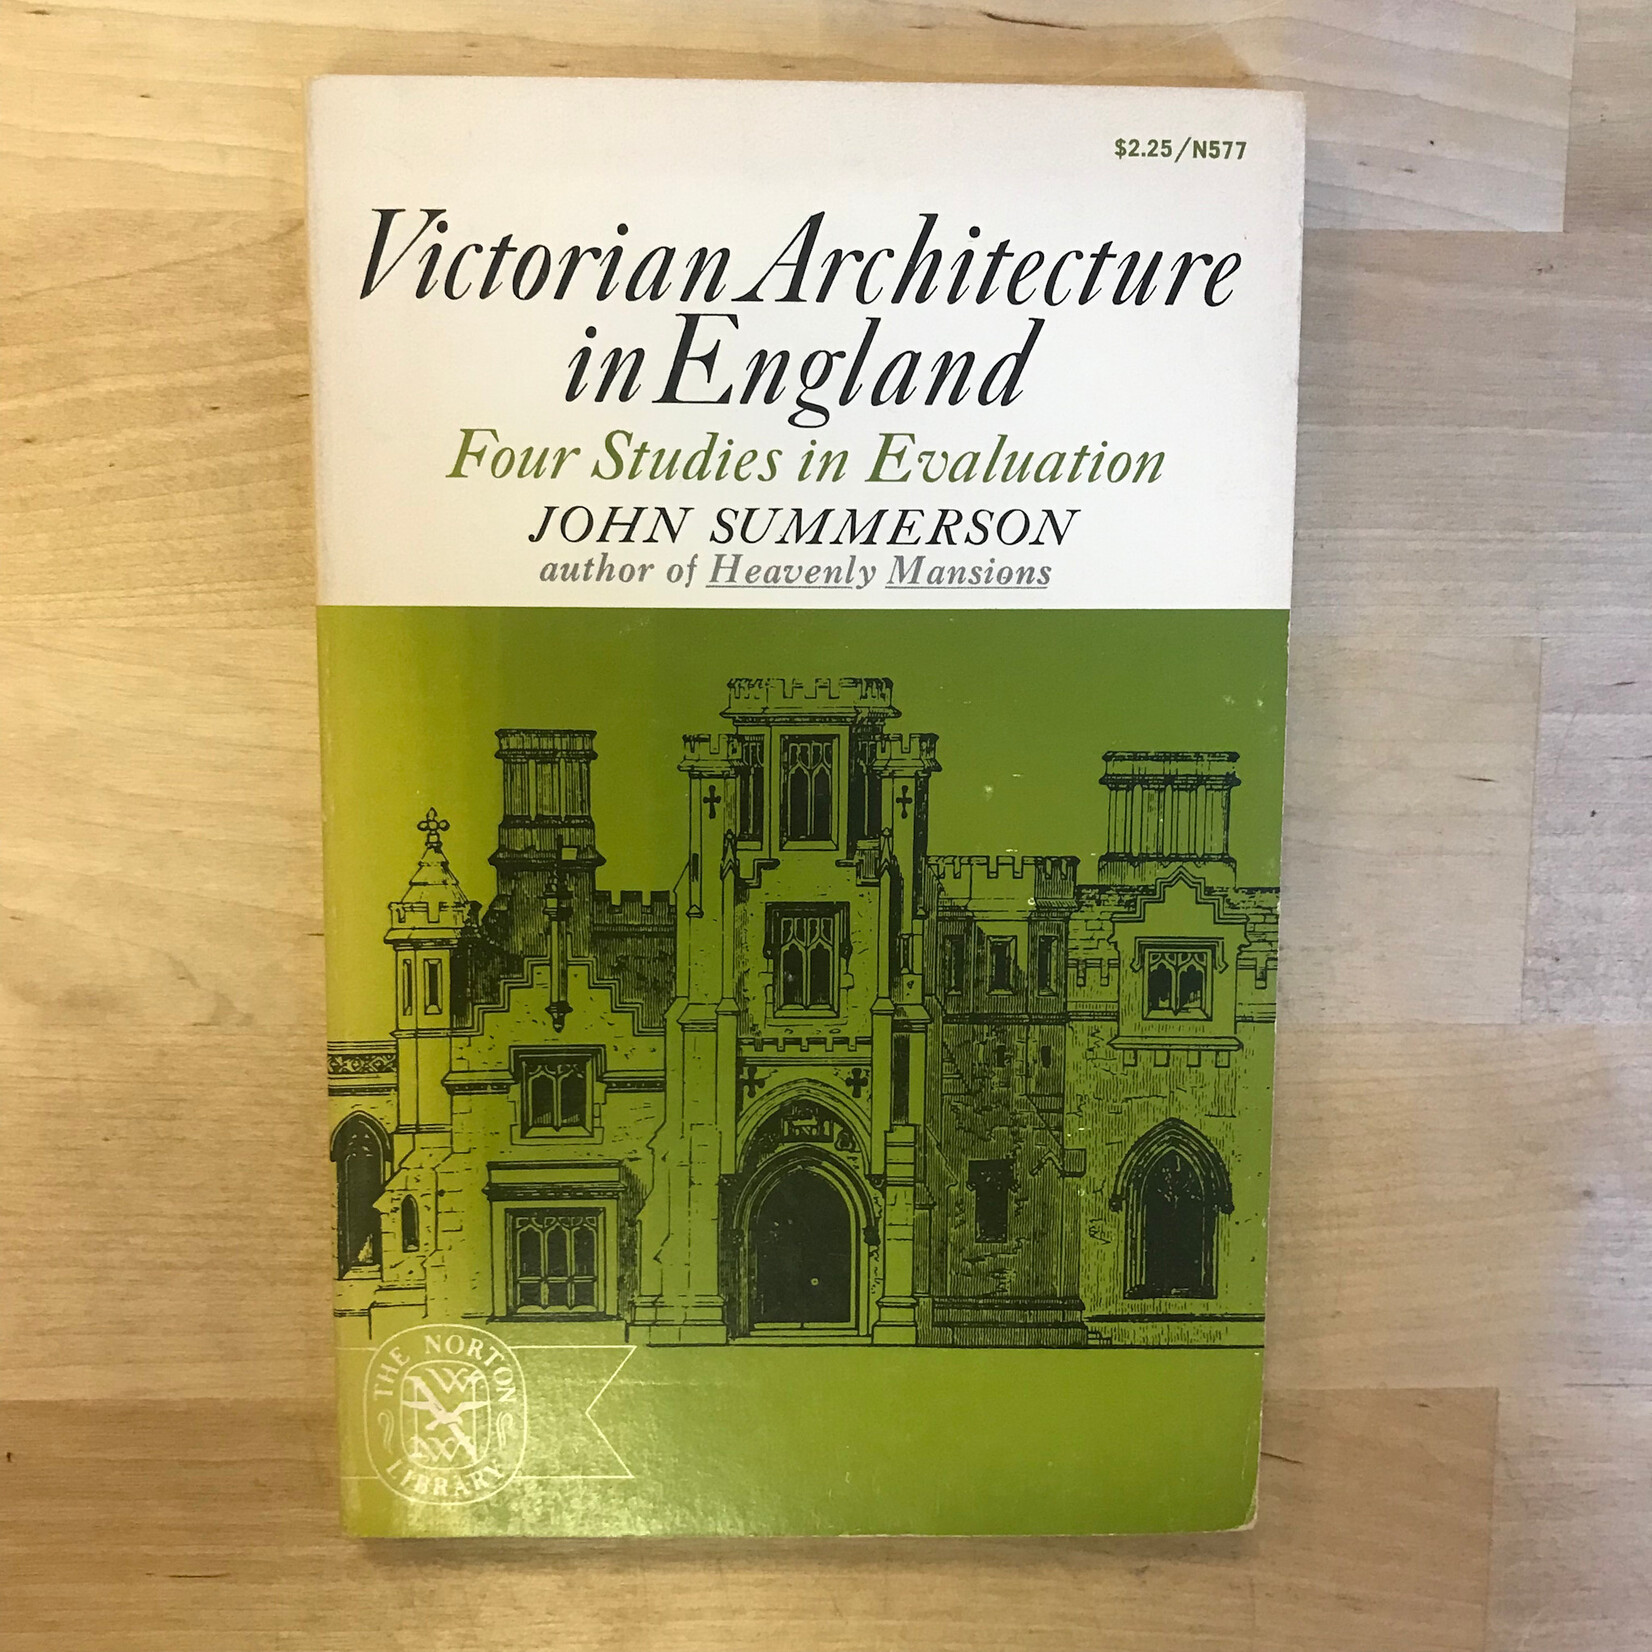 $2.25/N577
Victorian Architecture
in England
Four Studies in Evaluation
JOHN SUMMERSON
author of Heavenly Mansions
THE NORTON
LIBRARY